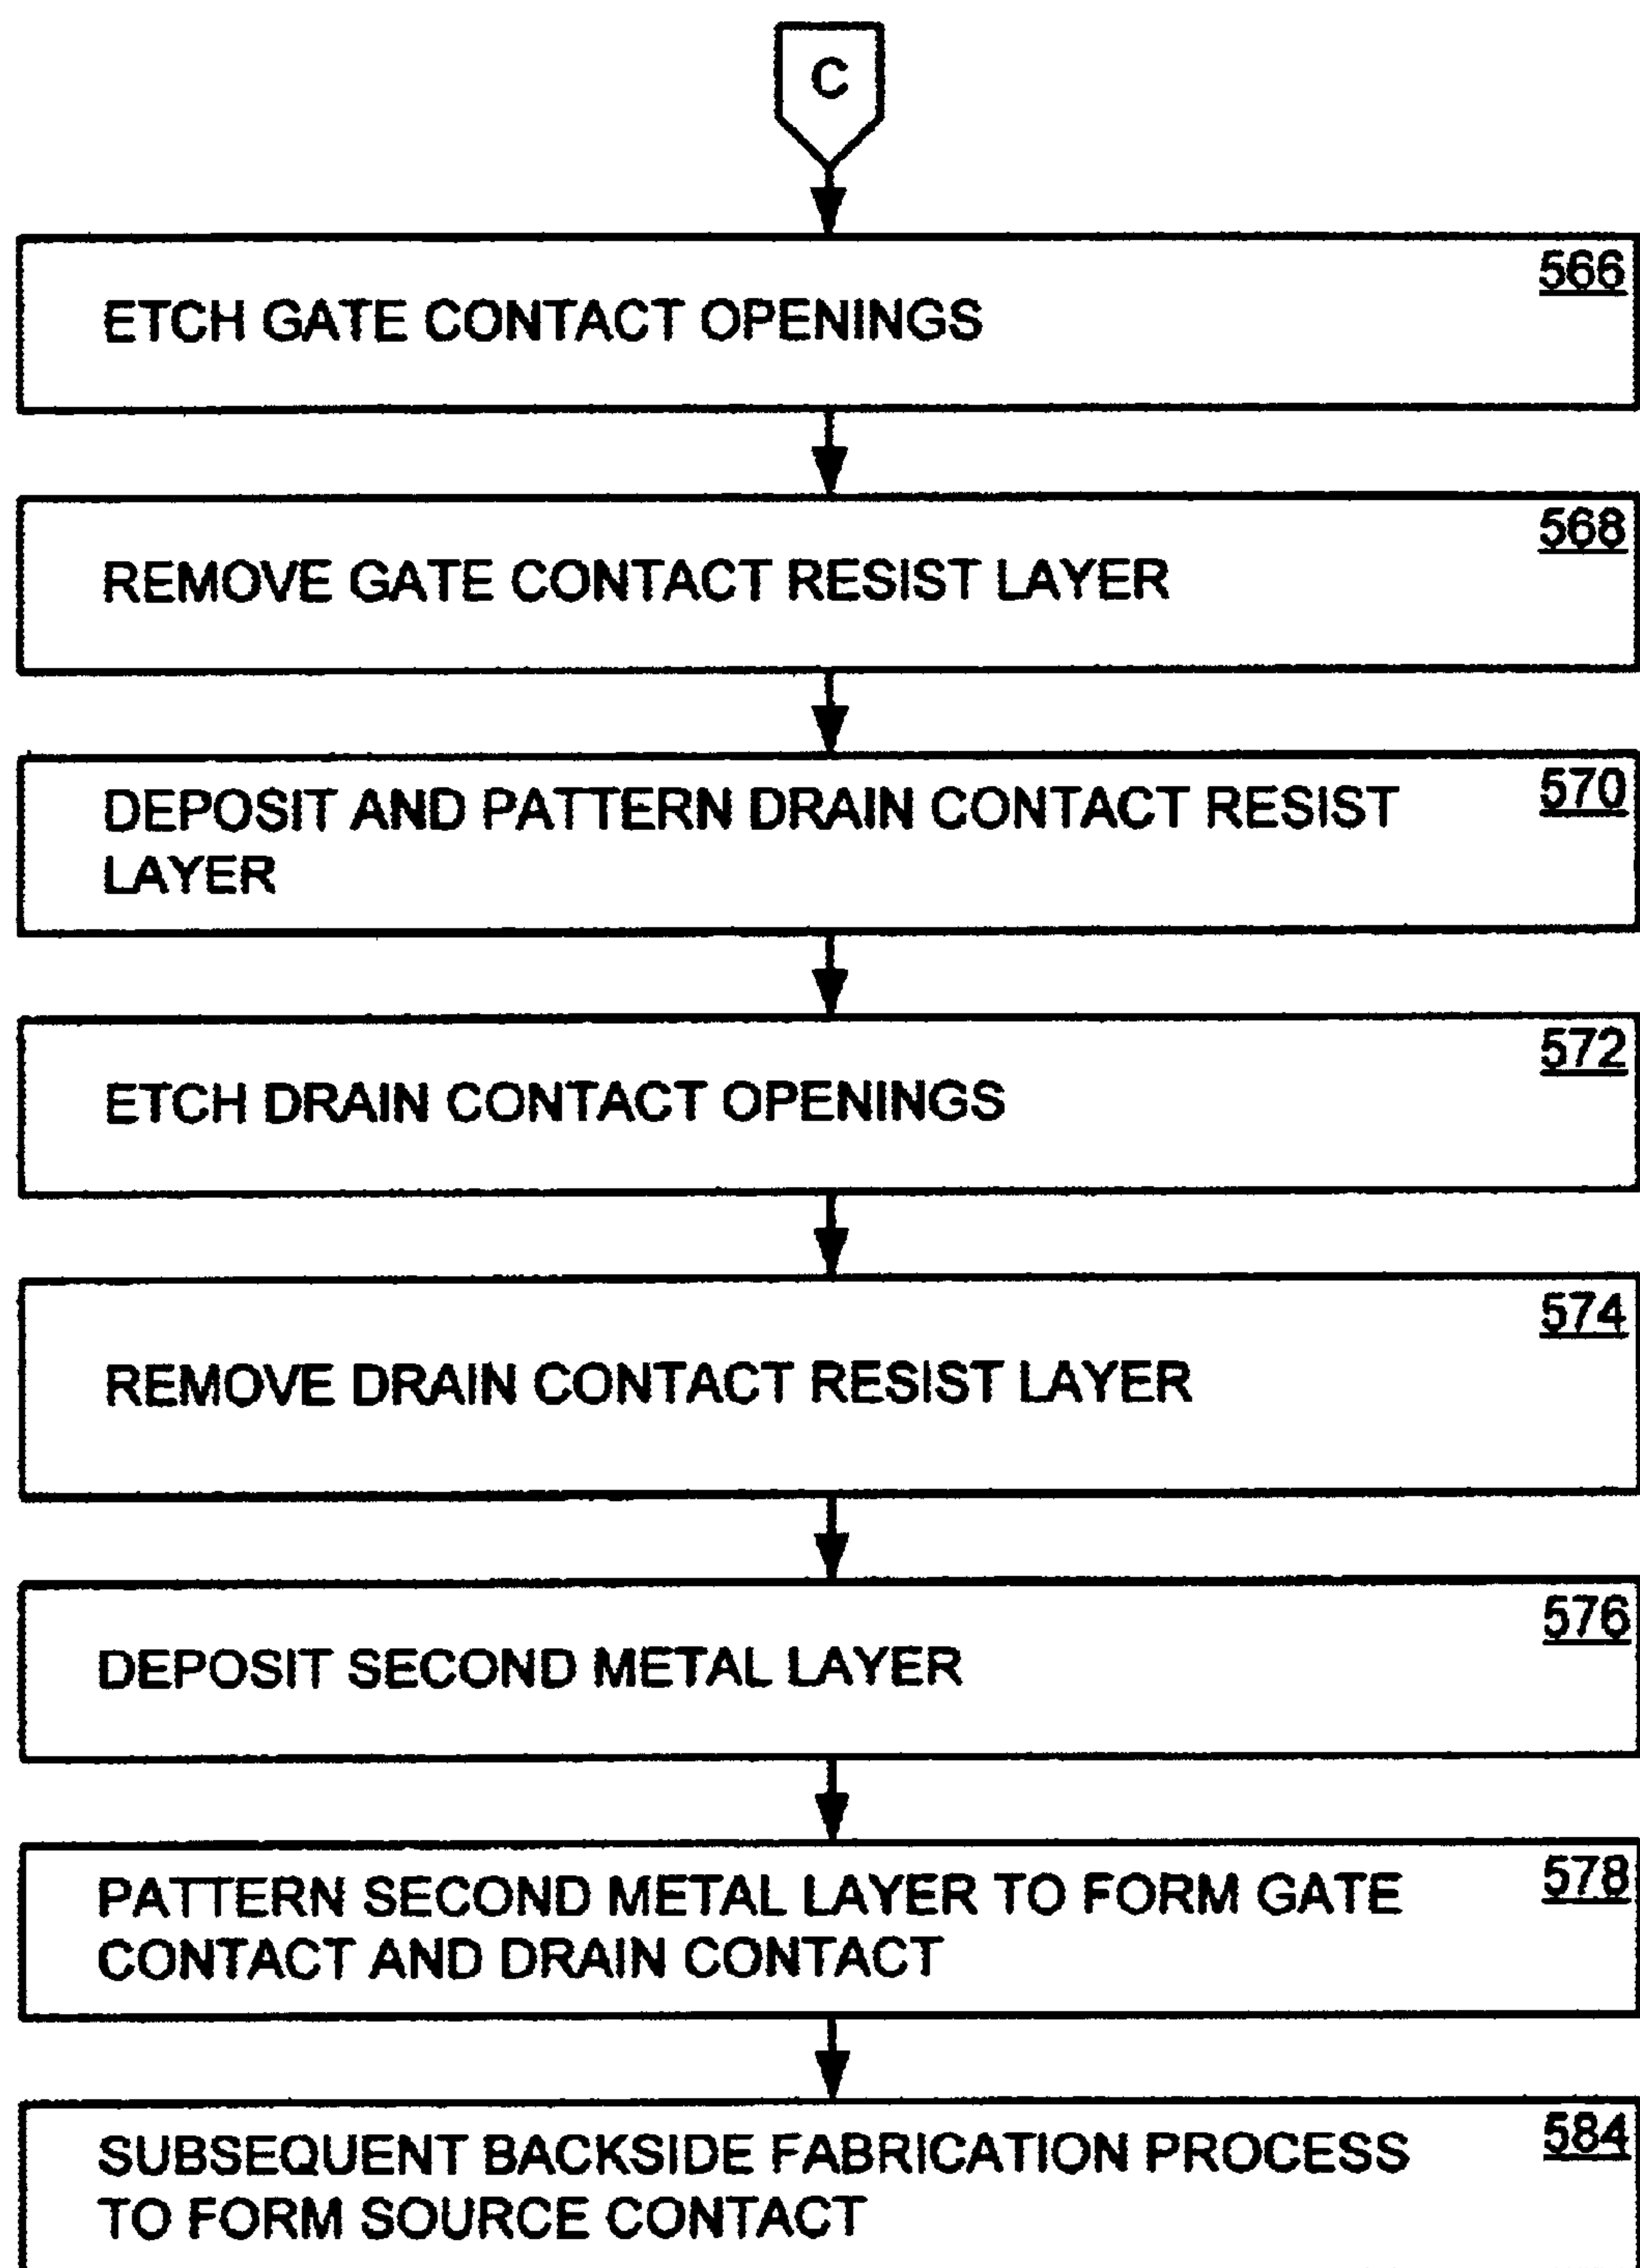 C
566
ETCH GATE CONTACT OPENINGS
568
REMOVE GATE CONTACT RESIST LAYER
570
DEPOSIT AND PATTERN DRAIN CONTACT RESIST
LAYER
572
ETCH DRAIN CONTACT OPENINGS
574
REMOVE DRAIN CONTACT RESIST LAYER
576
DEPOSIT SECOND METAL LAYER
578
PATTERN SECOND METAL LAYER TO FORM GATE
CONTACT AND DRAIN CONTACT
584
SUBSEQUENT BACKSIDE FABRICATION PROCESS
TO FORM SOURCE CONTACT